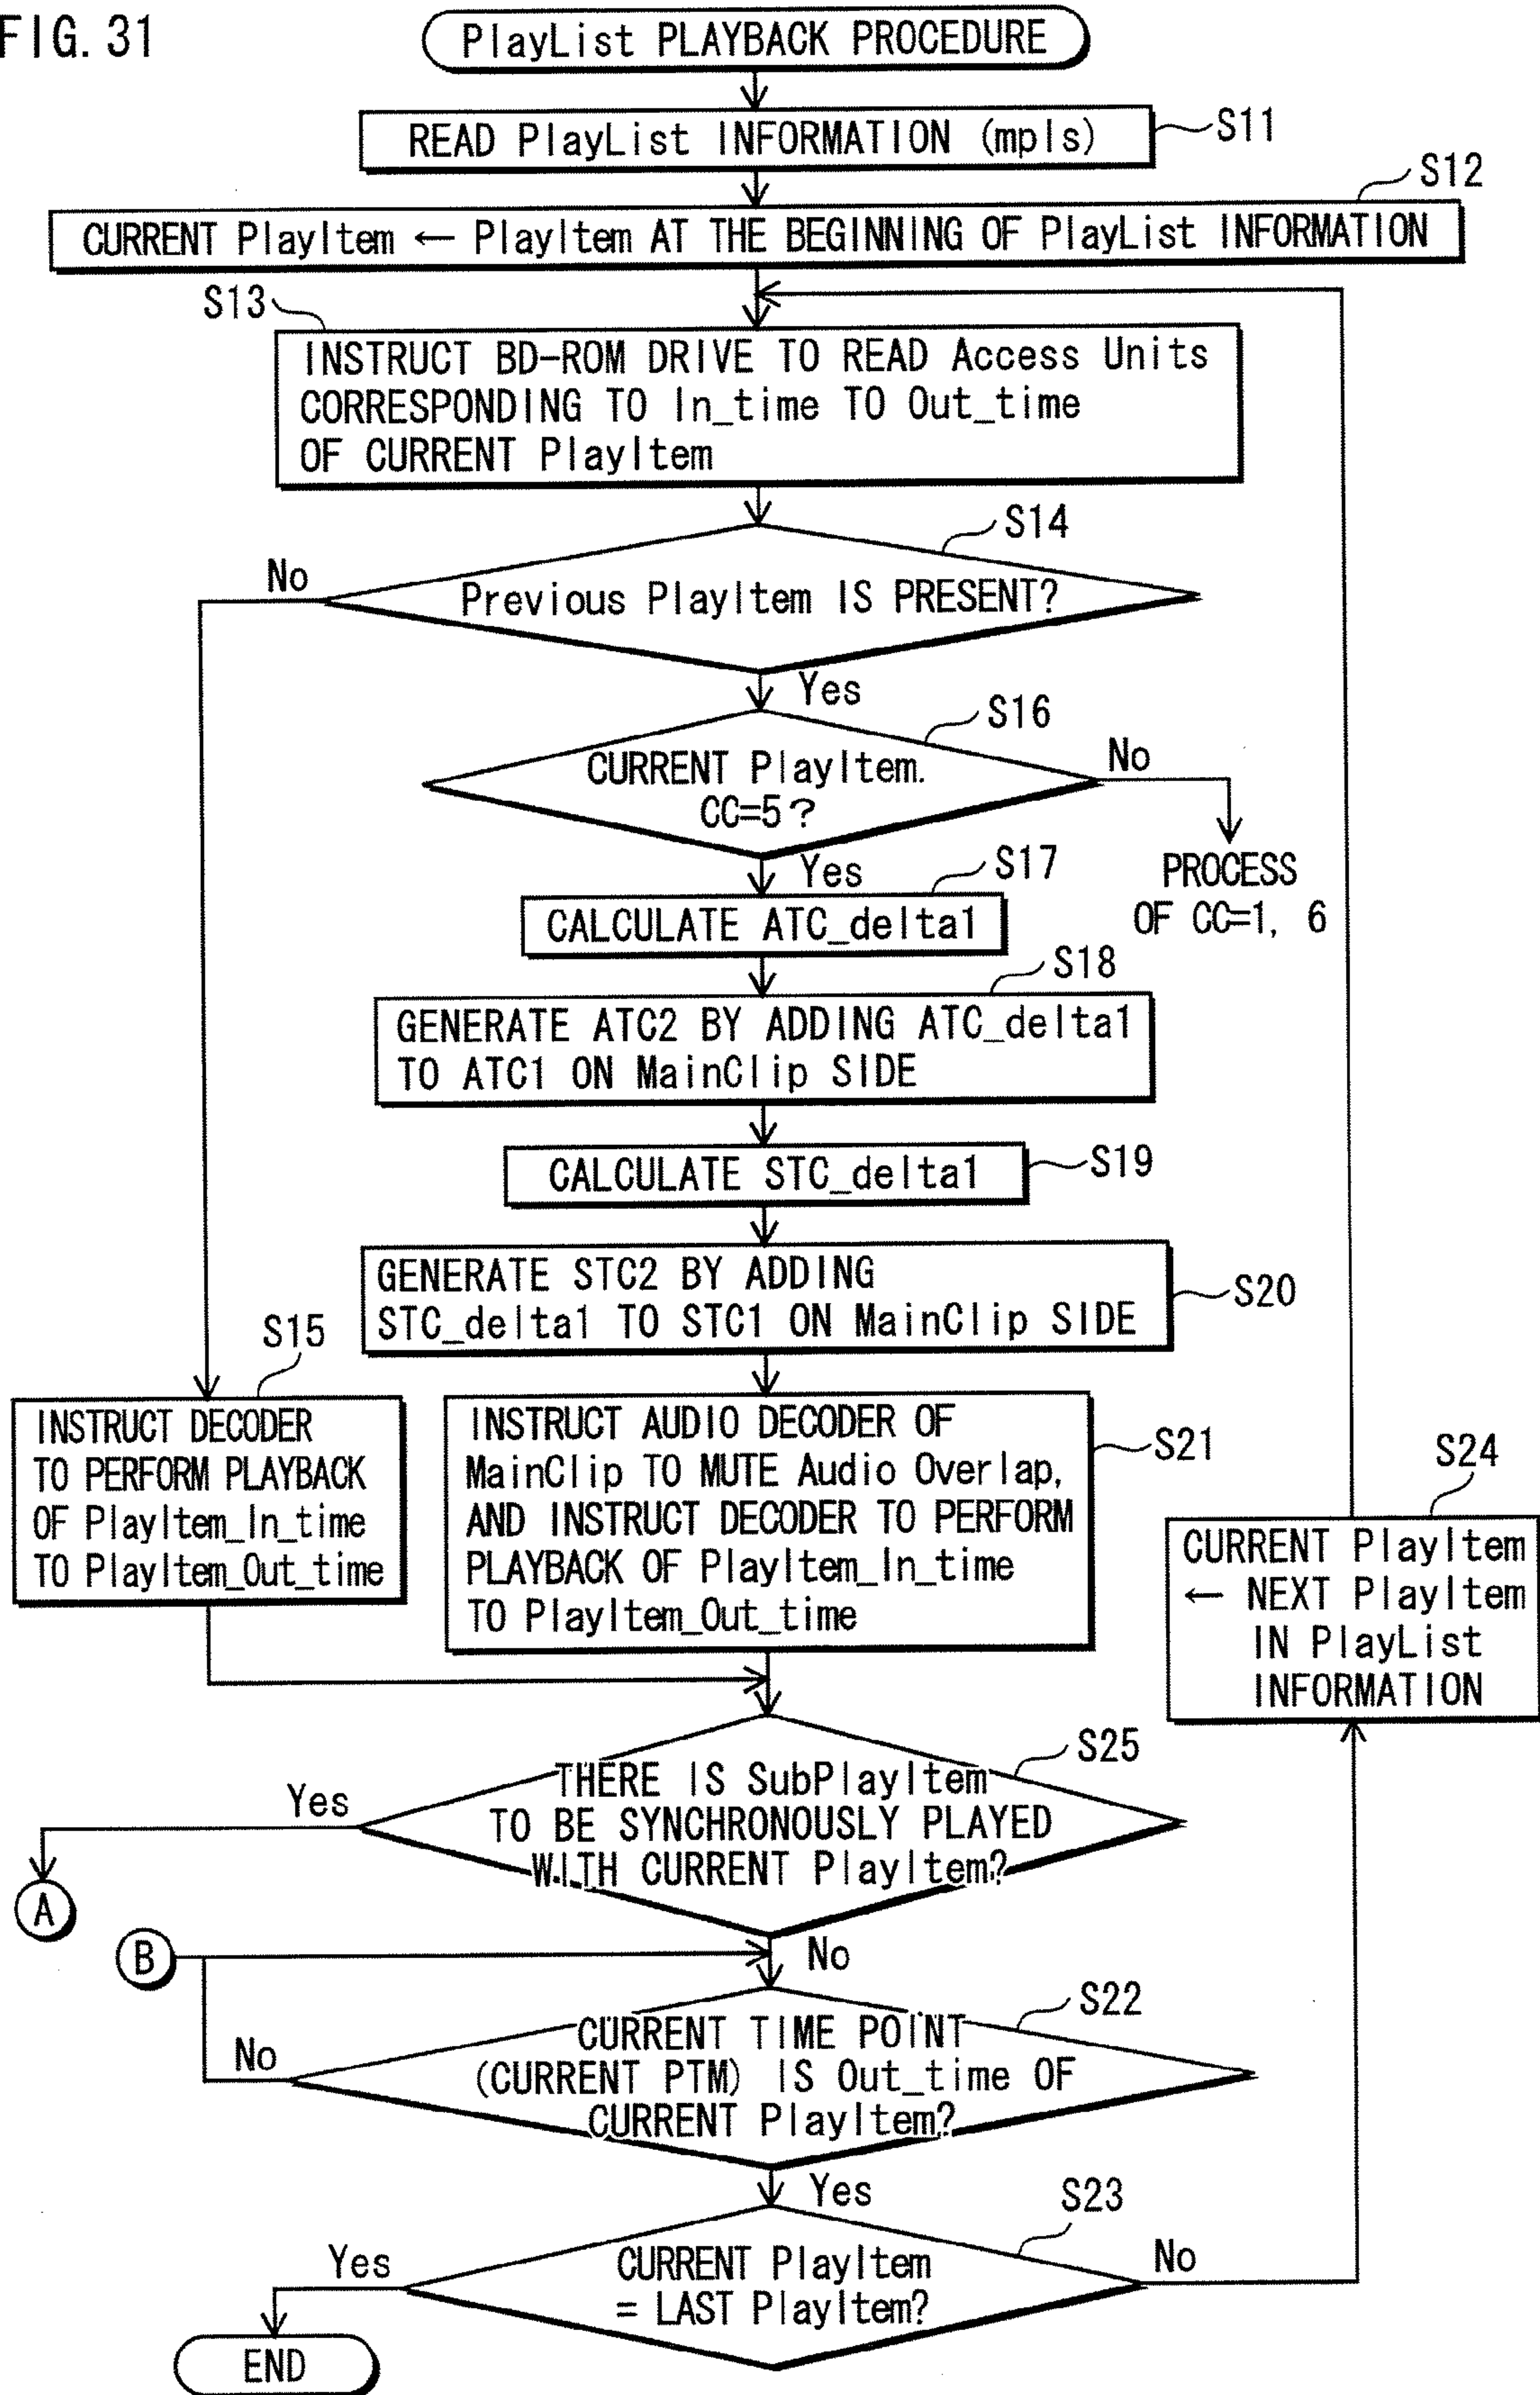 FIG. 31
PlayList PLAYBACK PROCEDURE
READ PlayList INFORMATION (mpls)
S11
S12
CURRENT PlayItem ← PlayItem AT THE BEGINNING OF PlayList INFORMATION
S13
INSTRUCT BD-ROM DRIVE TO READ Access Units
CORRESPONDING TO In_time TO Out_time
OF CURRENT PlayItem
S14
No
Previous PlayItem IS PRESENT?
Yes
S16
CURRENT PlayItem.
CC=5?
No
PROCESS
OF CC=1, 6
Yes
S17
CALCULATE ATC_delta1
S18
GENERATE ATC2 BY ADDING ATC_delta1
TO ATC1 ON MainClip SIDE
CALCULATE STC_delta1
S19
GENERATE STC2 BY ADDING
STC_delta1 TO STC1 ON MainClip SIDE
S20
S15
INSTRUCT DECODER
TO PERFORM PLAYBACK
OF PlayItem_In_time
TO PlayItem_Out_time
INSTRUCT AUDIO DECODER OF
MainClip TO MUTE Audio Overlap,
AND INSTRUCT DECODER TO PERFORM
PLAYBACK OF PlayItem_In_time
TO PlayItem_Out_time
S21
S24
CURRENT PlayItem
← NEXT PlayItem
IN PlayList
INFORMATION
S25
Yes
THERE IS SubPlayItem
TO BE SYNCHRONOUSLY PLAYED
WITH CURRENT PlayItem?
A
B
No
S22
No
CURRENT TIME POINT
(CURRENT PTM) IS Out_time OF
CURRENT PlayItem?
Yes
S23
Yes
CURRENT PlayItem
= LAST PlayItem?
No
END